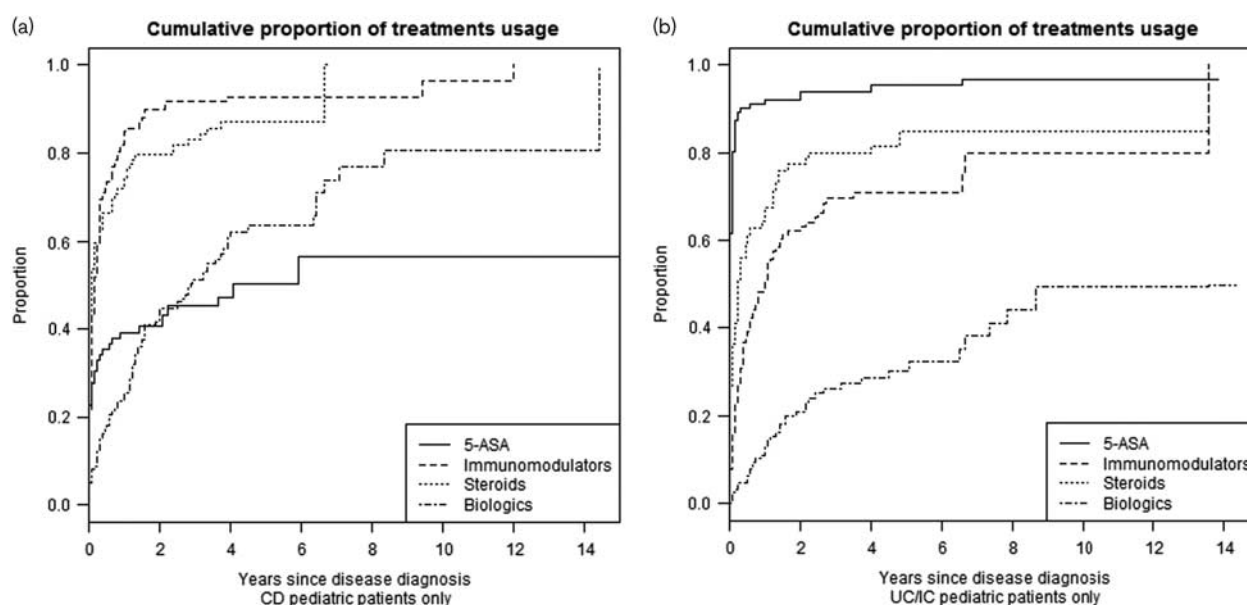 (a)
Cumulative proportion of treatments usage
1.0
0.8
0.6
0.4
0.2
0.0
Proportion
5-ASA
Immunomodulators
Steroids
Biologics
0 2 4 6 8 10 12 14
Years since disease diagnosis
CD pediatric patients only
(b)
Cumulative proportion of treatments usage
1.0
0.8
0.6
0.4
0.2
0.0
Proportion
5-ASA
Immunomodulators
Steroids
Biologics
0 2 4 6 8 10 12 14
Years since disease diagnosis
UC/IC pediatric patients only